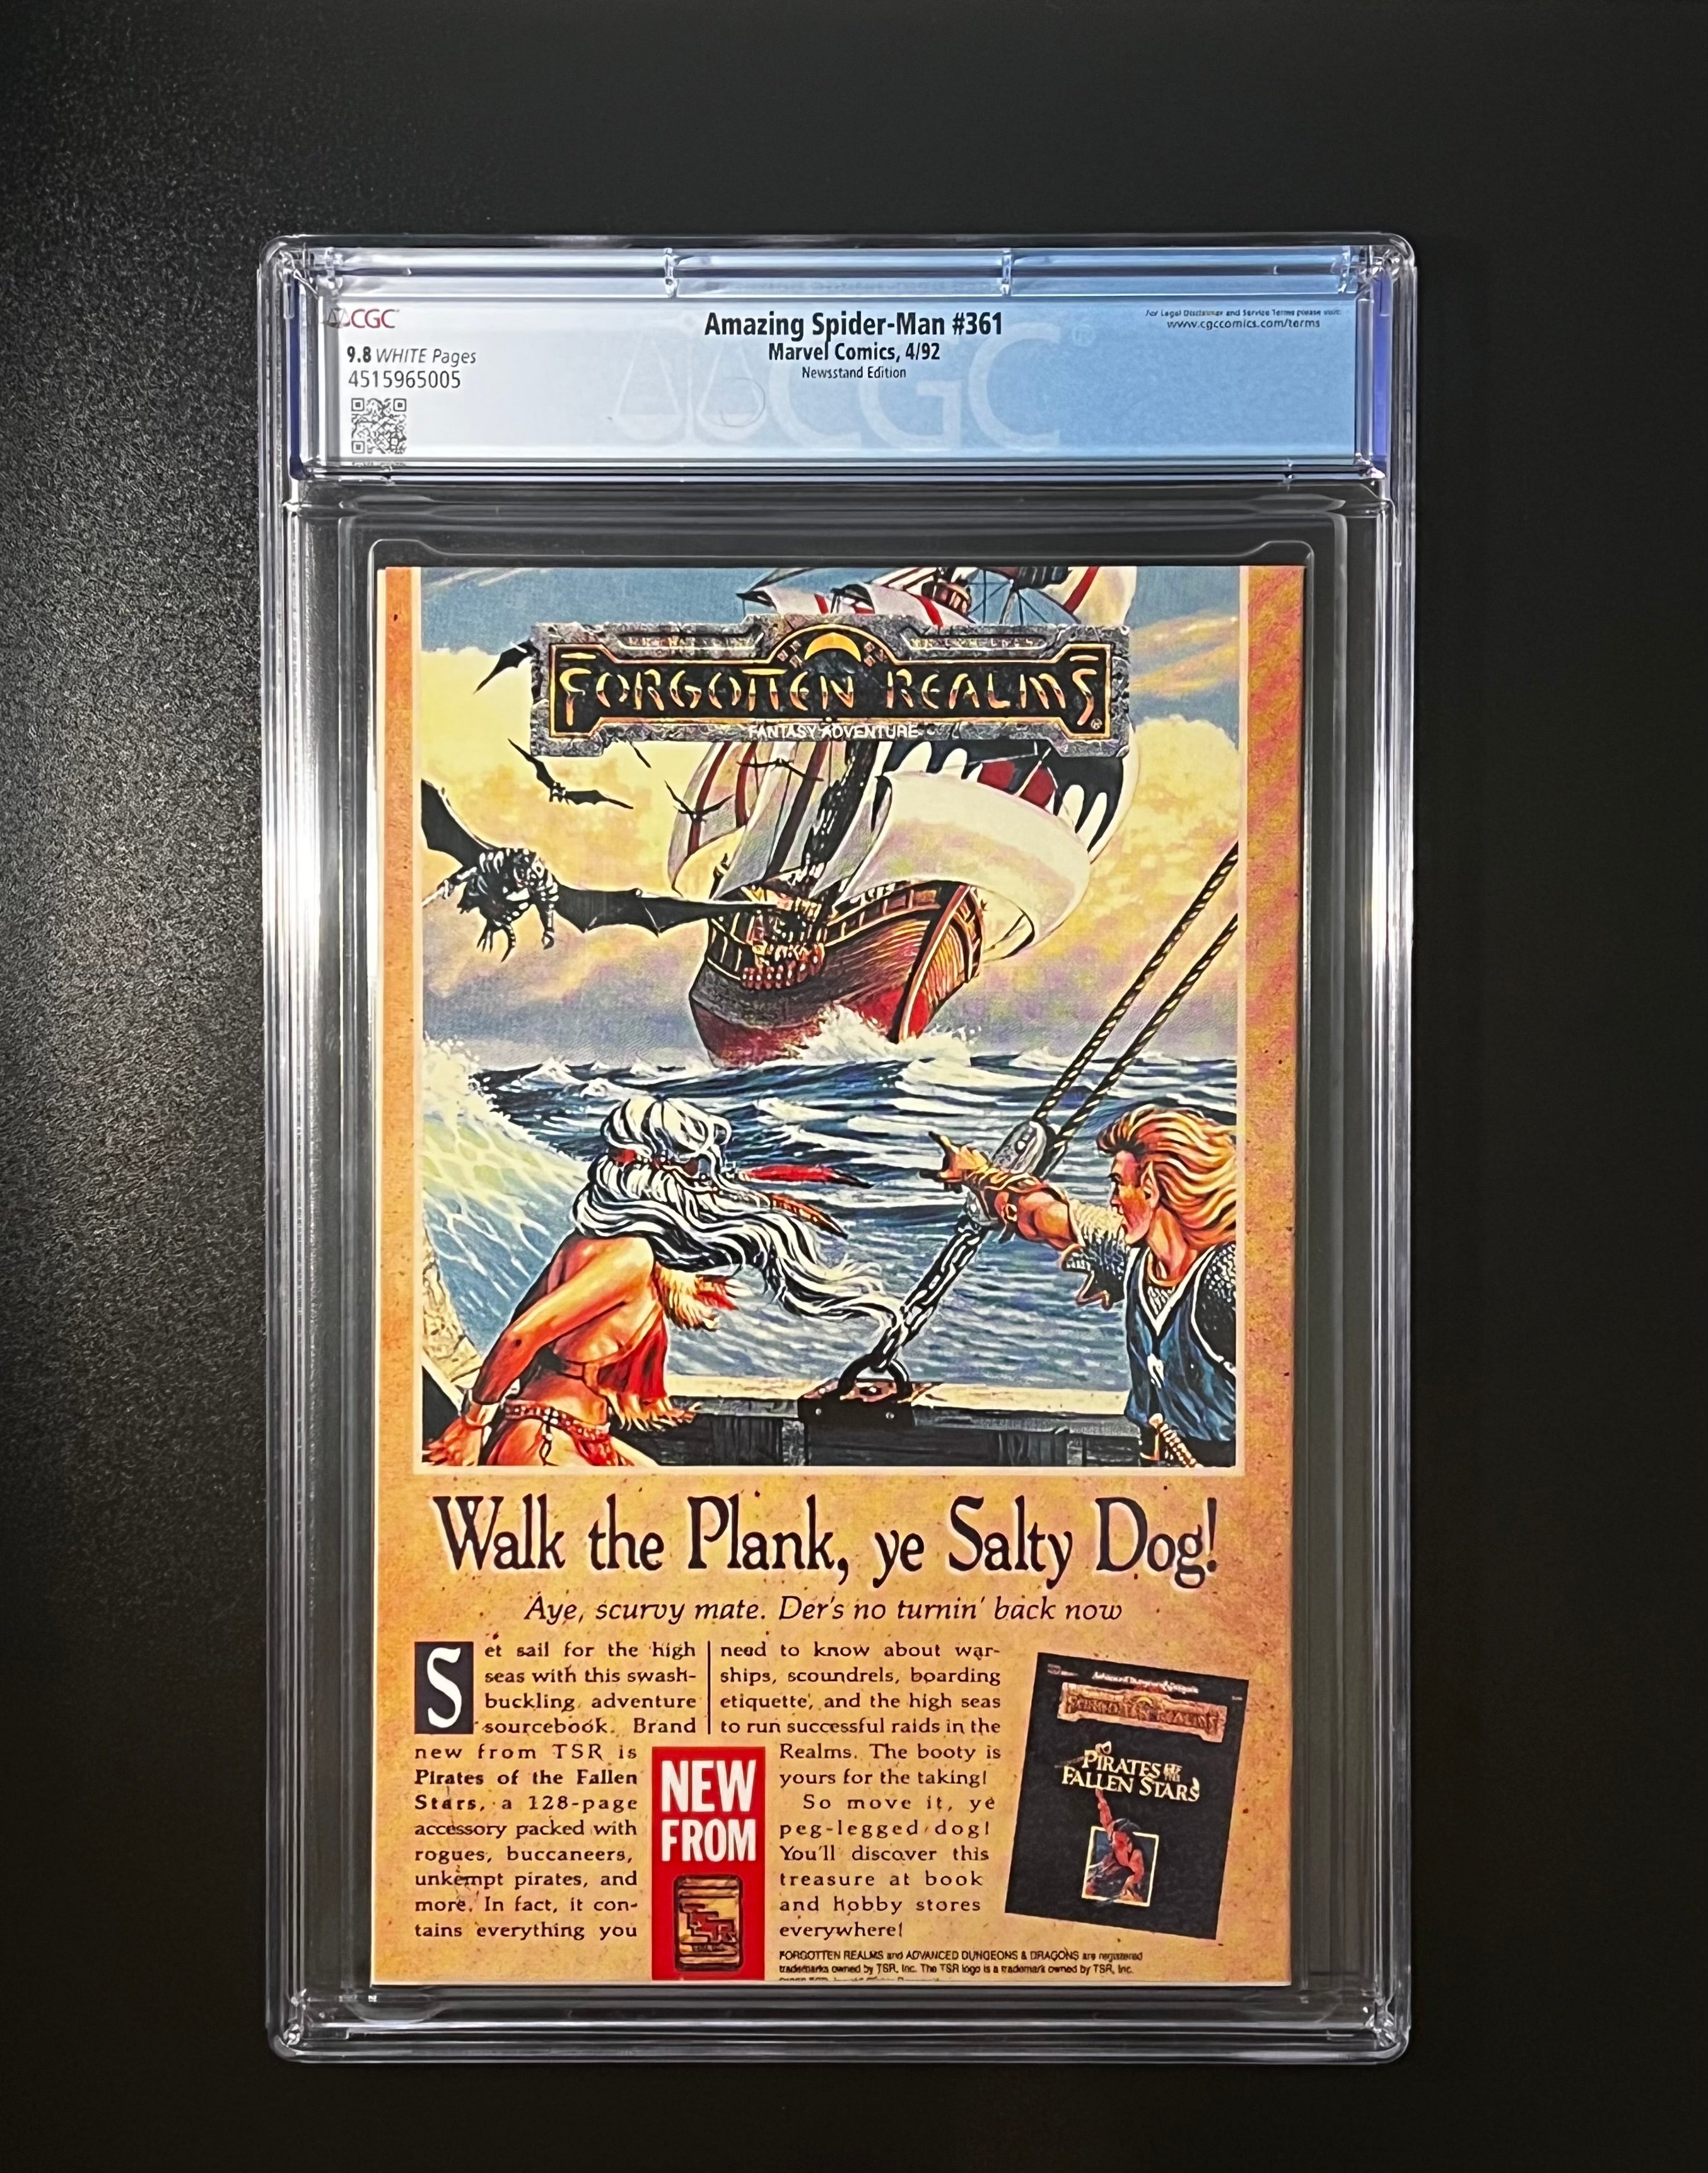 CGC
9.8 WHITE Pages
4515965005
Amazing Spider-Man #361
Marvel Comics, 4/92
Newsstand Edition
For Legal Disclaimer and Service Terms please visit:
www.cgccomics.com/terms
CGC
FORGOTTEN REALMS®
FANTASY ADVENTURE
Walk the Plank, ye Salty Dog!
Aye, scurvy mate. Der's no turnin' back now
Set sail for the high
seas with this swash-
buckling adventure
sourcebook. Brand
new from TSR is
Pirates of the Fallen
Stars, a 128-page
accessory packed with
rogues, buccaneers,
unkempt pirates, and
more. In fact, it con-
tains everything you
need to know about war-
ships, scoundrels, boarding
etiquette, and the high seas
to run successful raids in the
Realms. The booty is
yours for the taking!
So move it, ye
peg-legged dog!
You'll discover this
treasure at book
and hobby stores
everywhere!
NEW
FROM
TSR
Advanced Dungeons & Dragons
FORGOTTEN REALMS
PIRATES OF THE
FALLEN STARS
FORGOTTEN REALMS and ADVANCED DUNGEONS & DRAGONS are registered
trademarks owned by TSR, Inc. The TSR logo is a trademark owned by TSR, Inc.